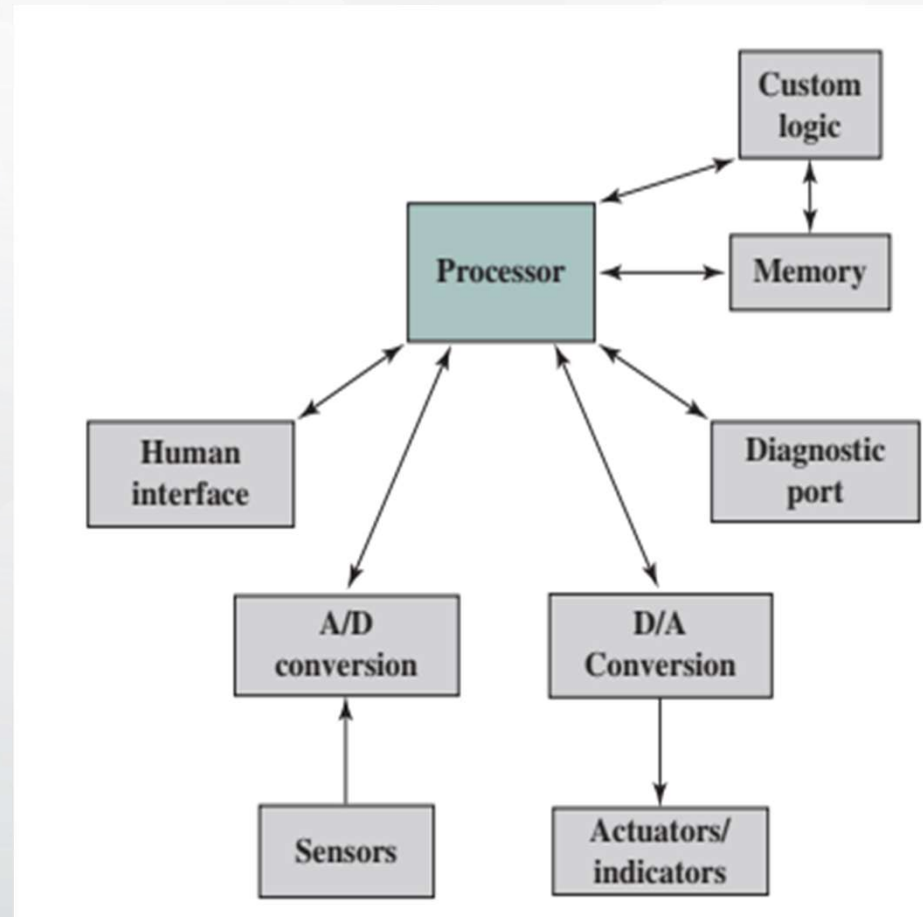 Custom
logic
Processor
Memory
Human
interface
Diagnostic
port
A/D
conversion
D/A
Conversion
Sensors
Actuators/
indicators